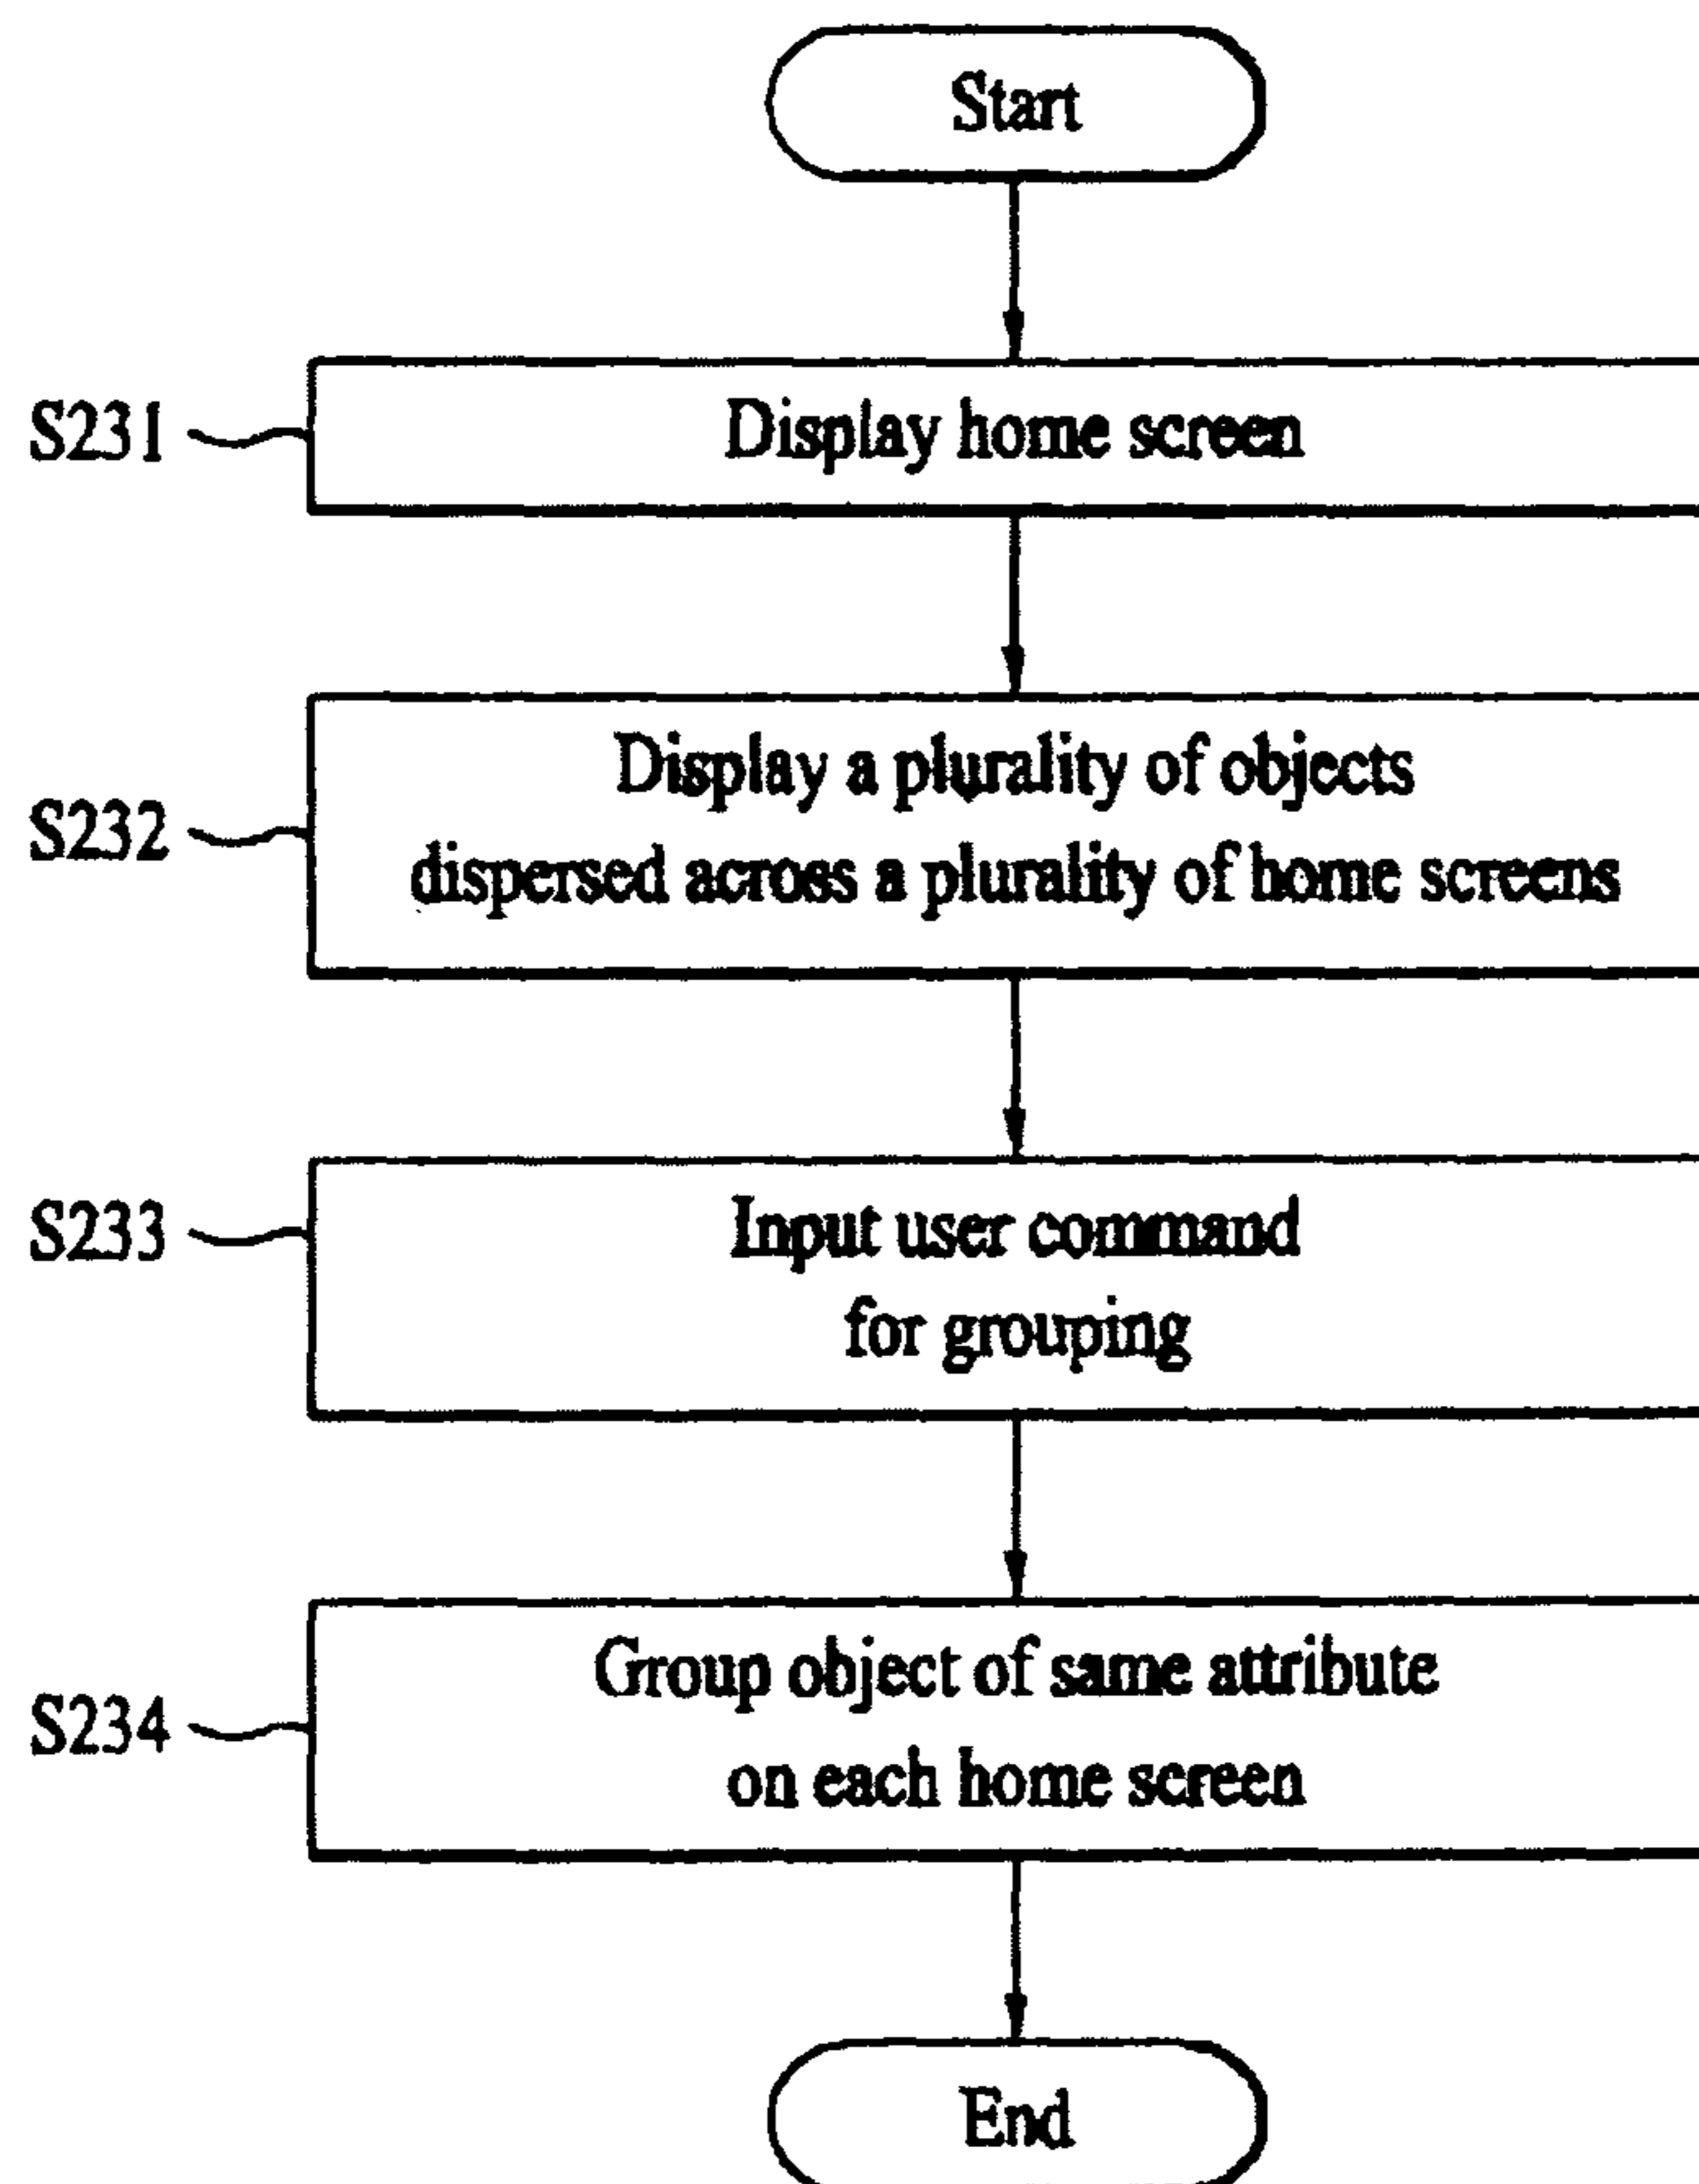 Start
S231
Display home screen
S232
Display a plurality of objects
dispersed across a plurality of home screens
S233
Input user command
for grouping
S234
Group object of same attribute
on each home screen
End